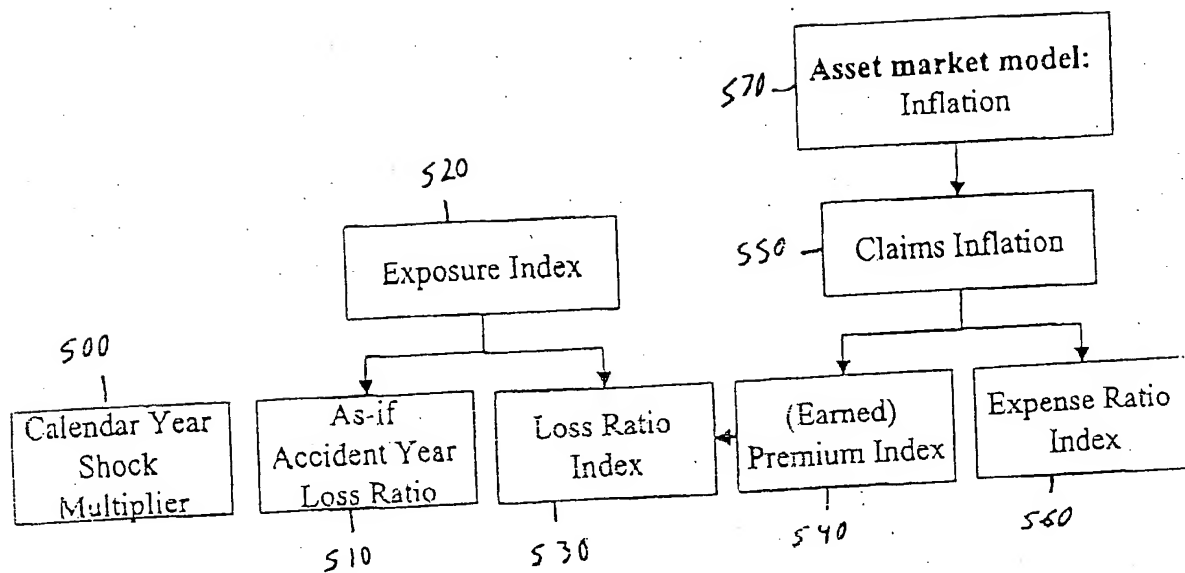 570
Asset market model:
Inflation
520
550
Exposure Index
Claims Inflation
500
Calendar Year
Shock
Multiplier
As-if
Accident Year
Loss Ratio
Loss Ratio
Index
(Earned)
Premium Index
Expense Ratio
Index
510
530
540
560